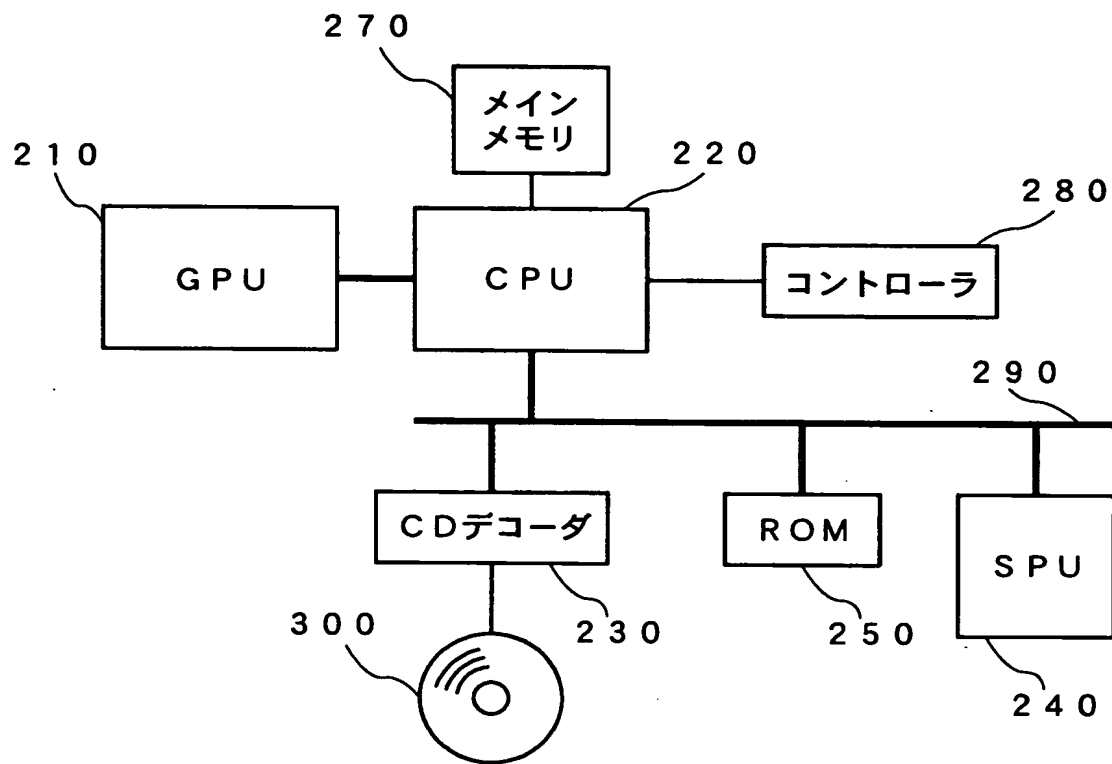 ２７０
メイン
メモリ
２１０
２２０
２８０
ＧＰＵ
ＣＰＵ
コントローラ
２９０
ＣＤデコーダ
ＲＯＭ
ＳＰＵ
３００
２３０
２５０
２４０